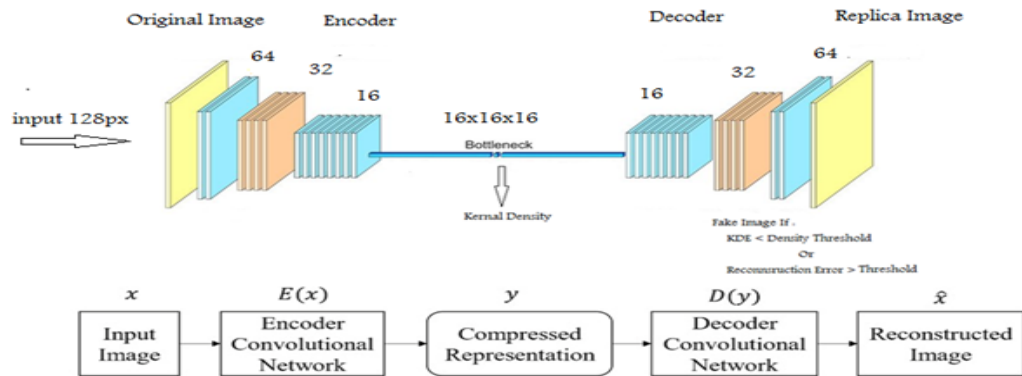 Original Image
Encoder
Decoder
Replica Image
64
32
16
input 128px
16x16x16
Bottleneck
Kernal Density
16
32
64
Fake Image If .
KDE < Density Threshold
Or
Reconnsruction Error > Threshold
x
E(x)
y
D(y)
x̂
Input
Image
Encoder
Convolutional
Network
Compressed
Representation
Decoder
Convolutional
Network
Reconstructed
Image